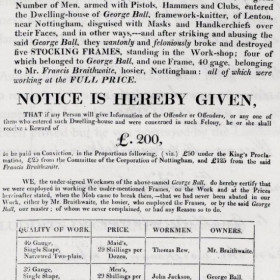 Number of Men, armed with Pistols, Hammers and Clubs, entered
the Dwelling-house of George Ball, framework-knitter, of Lenton,
near Nottingham, disguised with Masks and Handkerchiefs over
their Faces, and in other ways,—and after striking and abusing the
said George Ball, they wantonly and feloniously broke and destroyed
five STOCKING FRAMES, standing in the Work-shop; four of
which belonged to George Ball, and one Frame, 40 gage, belonging
to Mr. Francis Braithwaite, hosier, Nottingham: all of which were
working at the FULL PRICE.
NOTICE IS HEREBY GIVEN,
THAT if any Person will give Information of the Offender or Offenders, or any one of
them who entered such Dwelling-house and were concerned in such Felony, he or she shall
receive a Reward of
£. 200,
to be paid on Conviction, in the Proportions following, (viz.) £50 under the King's Procla-
mation, £25 from the Committee of the Corporation of Nottingham, and £125 from the said
Francis Braithwaite.
WE, the under-signed Workmen of the above-named George Ball, do hereby certify that
we were employed in working the under-mentioned Frames, on the Work and at the Prices
hereafter stated, when the Mob came to break them,—that we had never been abated in our
Work, either by Mr. Braithwaite, the hosier, who employed the Frames, or by the said George
Ball, our master; of whom we never complained, or had any Reason so to do.
QUALITY OF WORK. PRICE. WORKMEN. OWNERS.
40 Gauge,
Single Shape,
Narrowed Two-plain,
Maid's,
29 Shillings per
Dozen.
Thomas Rew, Mr. Braithwaite.
Single Shape,
Men's,
29 Shillings per
John Jackson, George Ball,